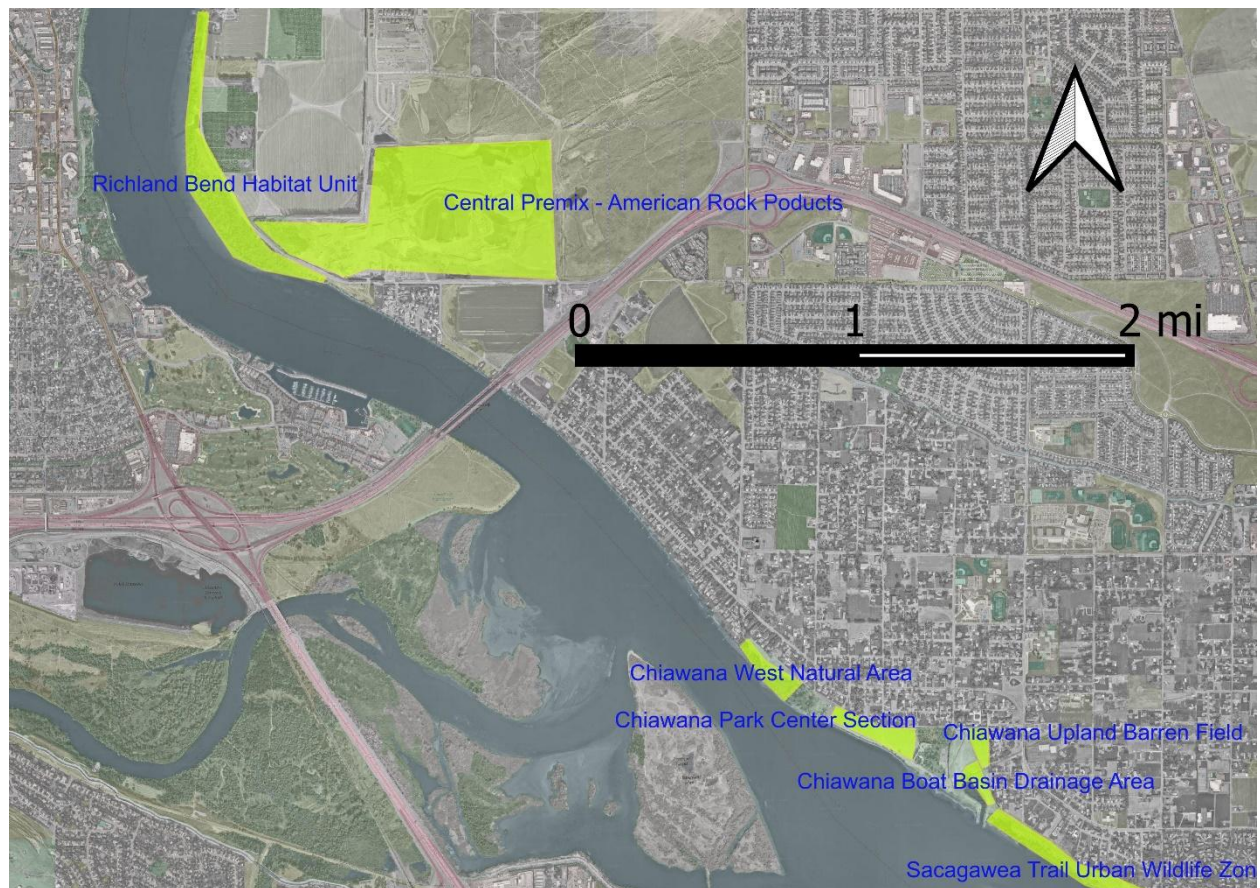 Richland Bend Habitat Unit
Central Premix - American Rock Poducts
0 1 2 mi
Chiawana West Natural Area
Chiawana Park Center Section
Chiawana Upland Barren Field
Chiawana Boat Basin Drainage Area
Sacagawea Trail Urban Wildlife Zon